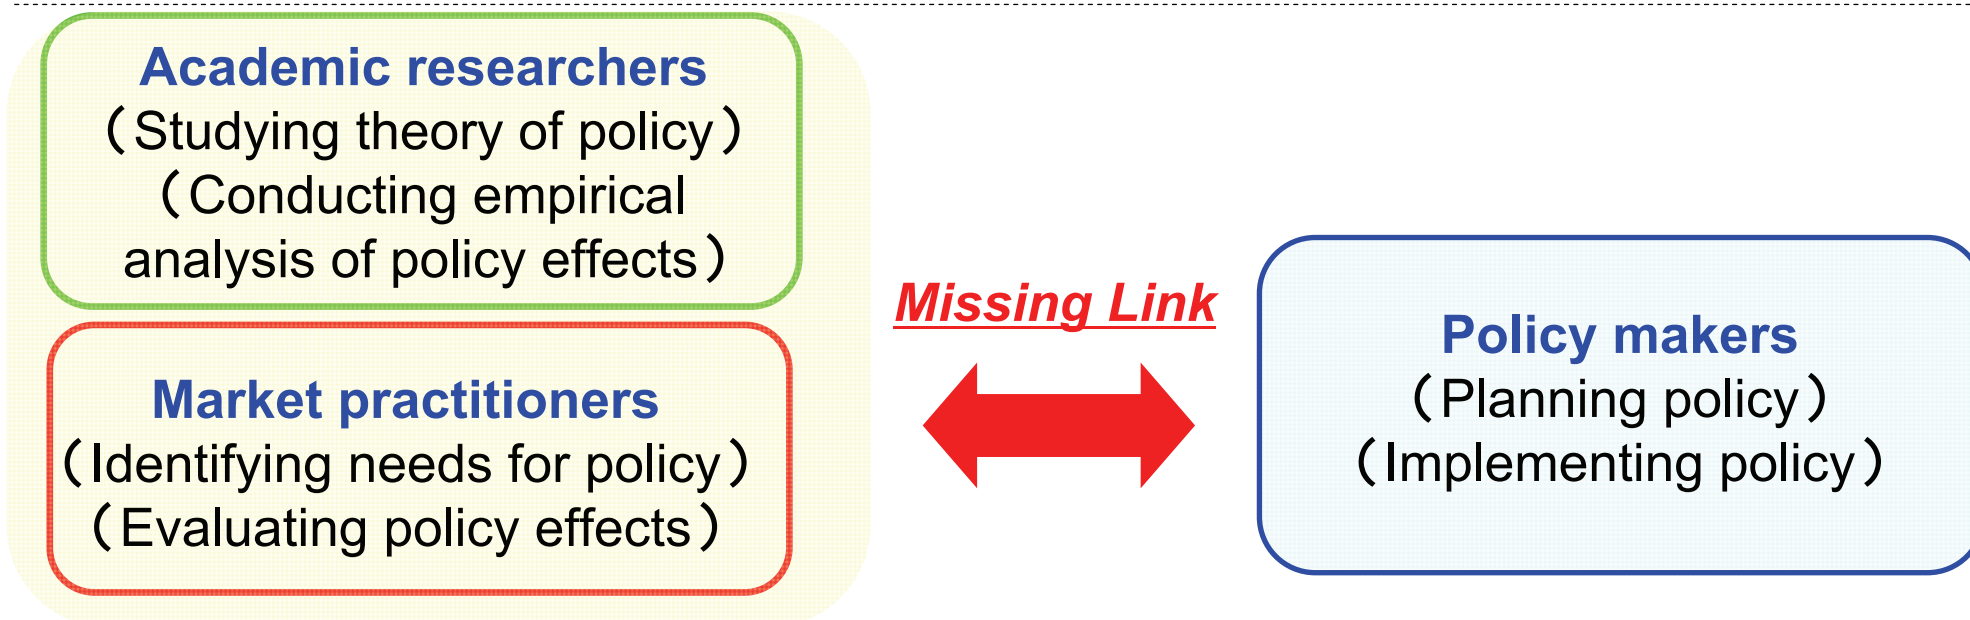 Academic researchers
（Studying theory of policy）
（Conducting empirical
analysis of policy effects）
Market practitioners
（Identifying needs for policy）
（Evaluating policy effects）
Missing Link
Policy makers
（Planning policy）
（Implementing policy）